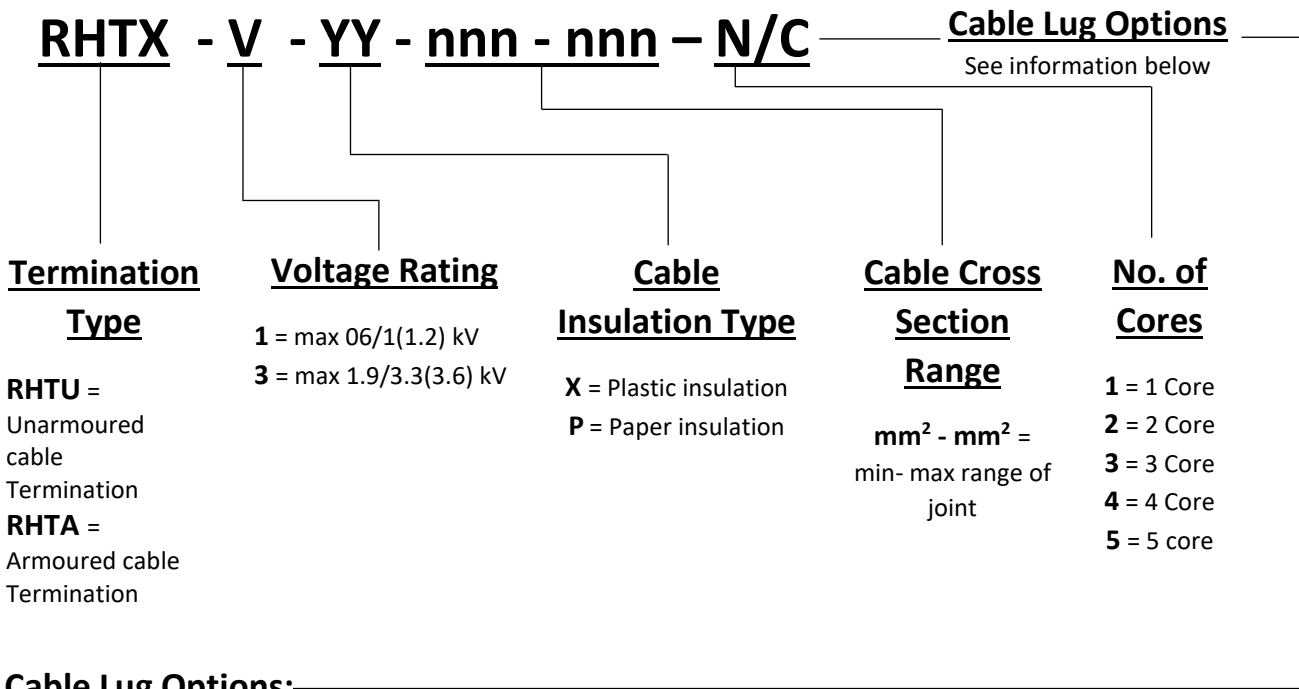 RHTX - V - YY - nnn - nnn – N/C
Cable Lug Options
See information below
Termination
Type
RHTU =
Unarmoured
cable
Termination
RHTA =
Armoured cable
Termination
Voltage Rating
1 = max 06/1(1.2) kV
3 = max 1.9/3.3(3.6) kV
Cable
Insulation Type
X = Plastic insulation
P = Paper insulation
Cable Cross
Section
Range
mm² - mm² =
min- max range of
joint
No. of
Cores
1 = 1 Core
2 = 2 Core
3 = 3 Core
4 = 4 Core
5 = 5 core
Cable Lug Options: